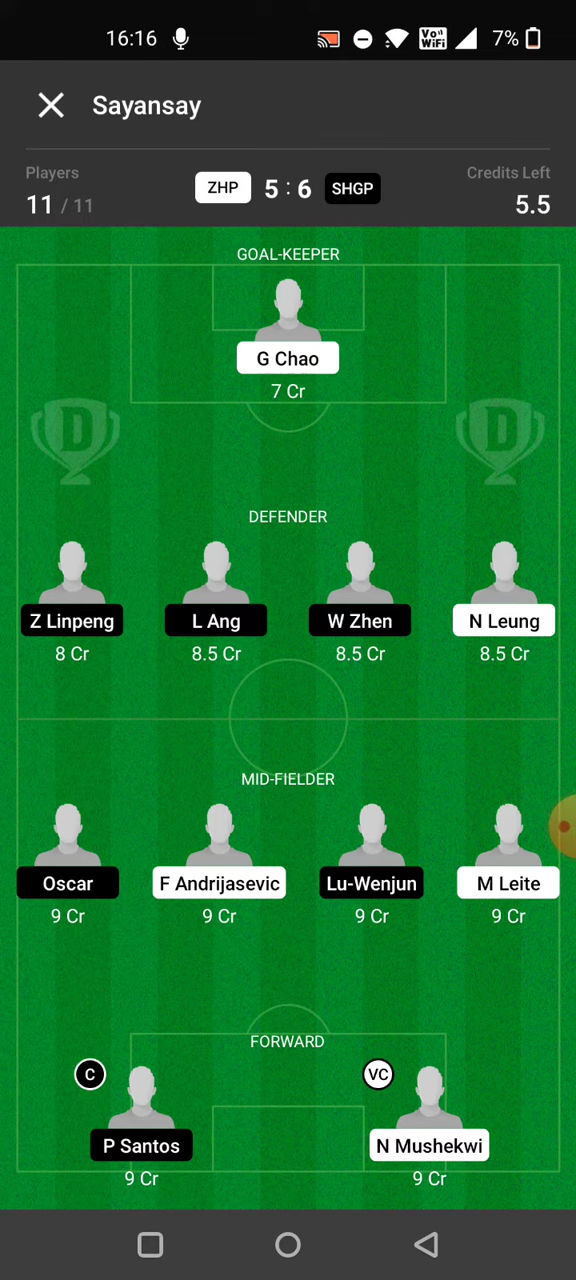 16:16
Vo))
WiFi
7%
Sayansay
Players
11 / 11
ZHP 5 : 6 SHGP
Credits Left
5.5
GOAL-KEEPER
G Chao
7 Cr
D D
DEFENDER
Z Linpeng L Ang W Zhen N Leung
8 Cr 8.5 Cr 8.5 Cr 8.5 Cr
MID-FIELDER
Oscar F Andrijasevic Lu-Wenjun M Leite
9 Cr 9 Cr 9 Cr 9 Cr
FORWARD
C VC
P Santos N Mushekwi
9 Cr 9 Cr